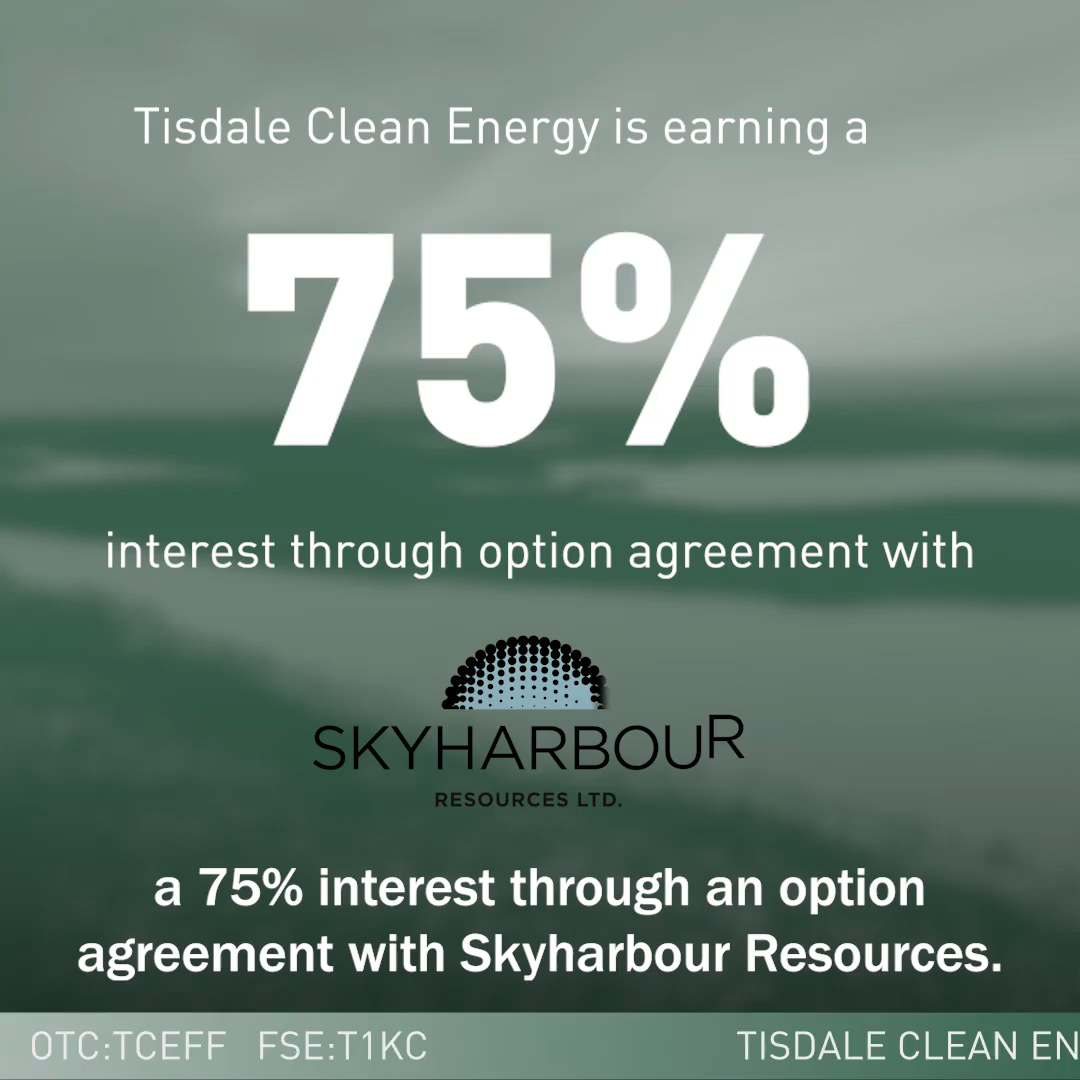 Tisdale Clean Energy is earning a
75%
interest through option agreement with
SKYHARBOUR
RESOURCES LTD.
a 75% interest through an option
agreement with Skyharbour Resources.
OTC:TCEFF FSE:T1KC TISDALE CLEAN EN